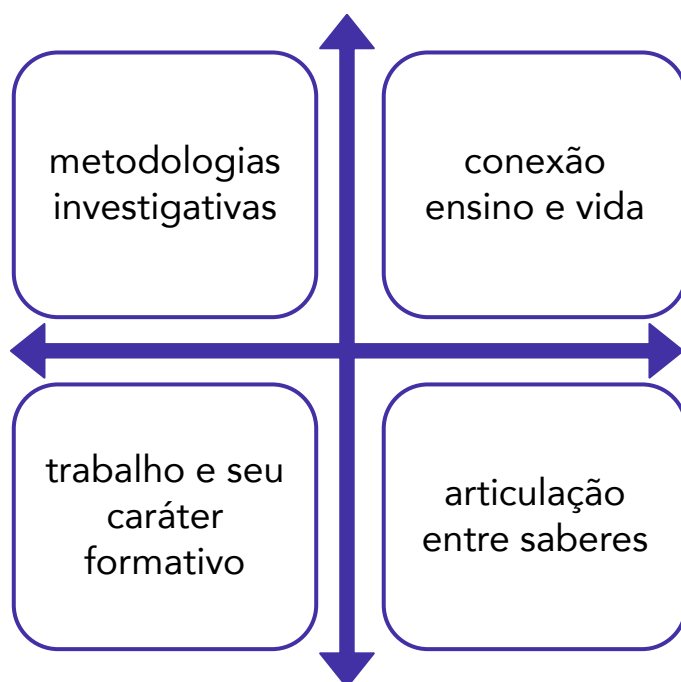 metodologias
investigativas
conexão
ensino e vida
trabalho e seu
caráter
formativo
articulação
entre saberes